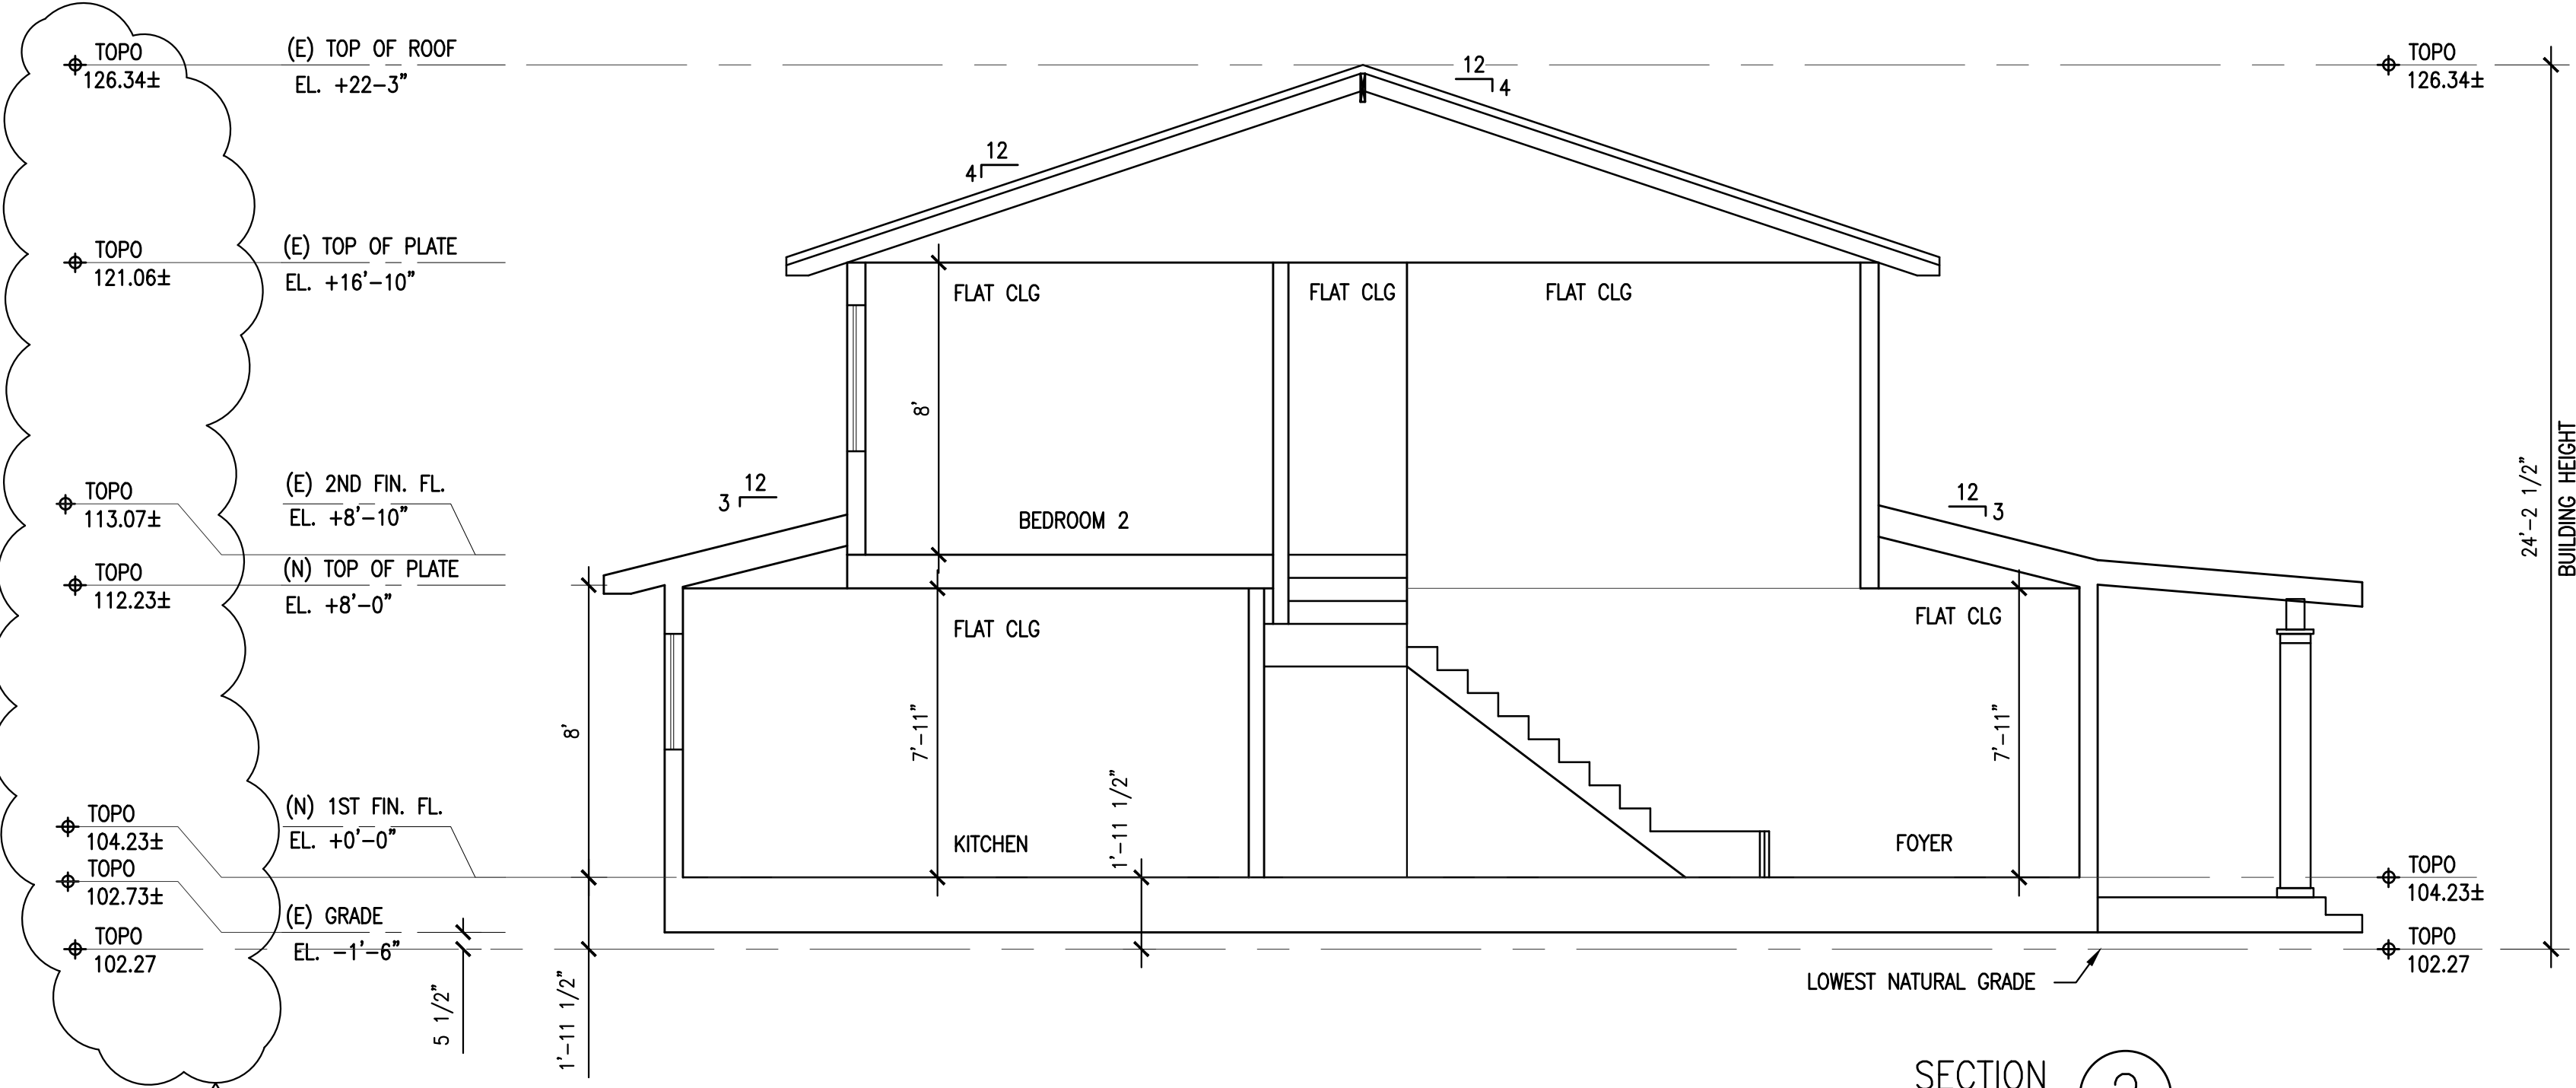 TOPO
126.34±
(E) TOP OF ROOF
EL. +22-3"
12
4
TOPO
126.34±
12
4
TOPO
121.06±
(E) TOP OF PLATE
EL. +16'-10"
FLAT CLG
FLAT CLG
FLAT CLG
8'
24'-2 1/2"
BUILDING HEIGHT
TOPO
113.07±
(E) 2ND FIN. FL.
EL. +8'-10"
12
3
BEDROOM 2
12
3
TOPO
112.23±
(N) TOP OF PLATE
EL. +8'-0"
FLAT CLG
FLAT CLG
8'
7'-11"
1'-11 1/2"
7'-11"
TOPO
104.23±
(N) 1ST FIN. FL.
EL. +0'-0"
KITCHEN
FOYER
TOPO
104.23±
TOPO
102.73±
(E) GRADE
EL. -1'-6"
TOPO
102.27
5 1/2"
1'-11 1/2"
LOWEST NATURAL GRADE
TOPO
102.27
SECTION